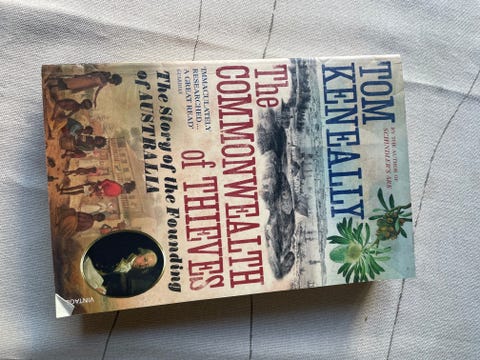 TOM
KENEALLY
BY THE AUTHOR OF
SCHINDLER'S ARK
The
COMMONWEALTH
of THIEVES
'IMMACULATELY
RESEARCHED...
A GREAT READ'
GUARDIAN
The Story of the Founding
of AUSTRALIA
VINTAGE